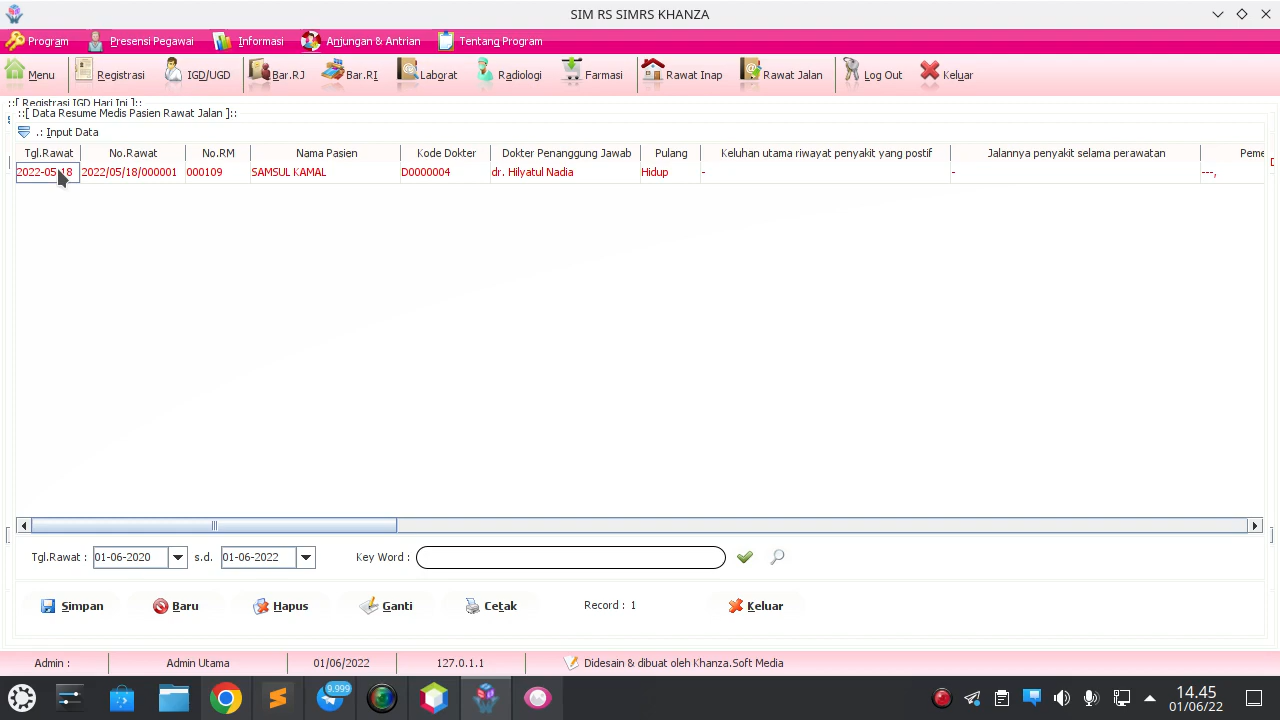 SIM RS SIMRS KHANZA
Program Presensi Pegawai Informasi Anjungan & Antrian Tentang Program
Menu Registrasi IGD/UGD Bar.RJ Bar.RI Laborat Radiologi Farmasi Rawat Inap Rawat Jalan Log Out Keluar
::[ Registrasi IGD Hari Ini ]::
::[ Data Resume Medis Pasien Rawat Jalan ]::
.: Input Data
Tgl.Rawat No.Rawat No.RM Nama Pasien Kode Dokter Dokter Penanggung Jawab Pulang Keluhan utama riwayat penyakit yang postif Jalannya penyakit selama perawatan Peme
2022-05-18 2022/05/18/000001 000109 SAMSUL KAMAL D0000004 dr. Hilyatul Nadia Hidup - - ---,
Tgl.Rawat : 01-06-2020 s.d. 01-06-2022 Key Word :
Simpan Baru Hapus Ganti Cetak Record : 1 Keluar
Admin : Admin Utama 01/06/2022 127.0.1.1 Didesain & dibuat oleh Khanza.Soft Media
9.999
14.45
01/06/22